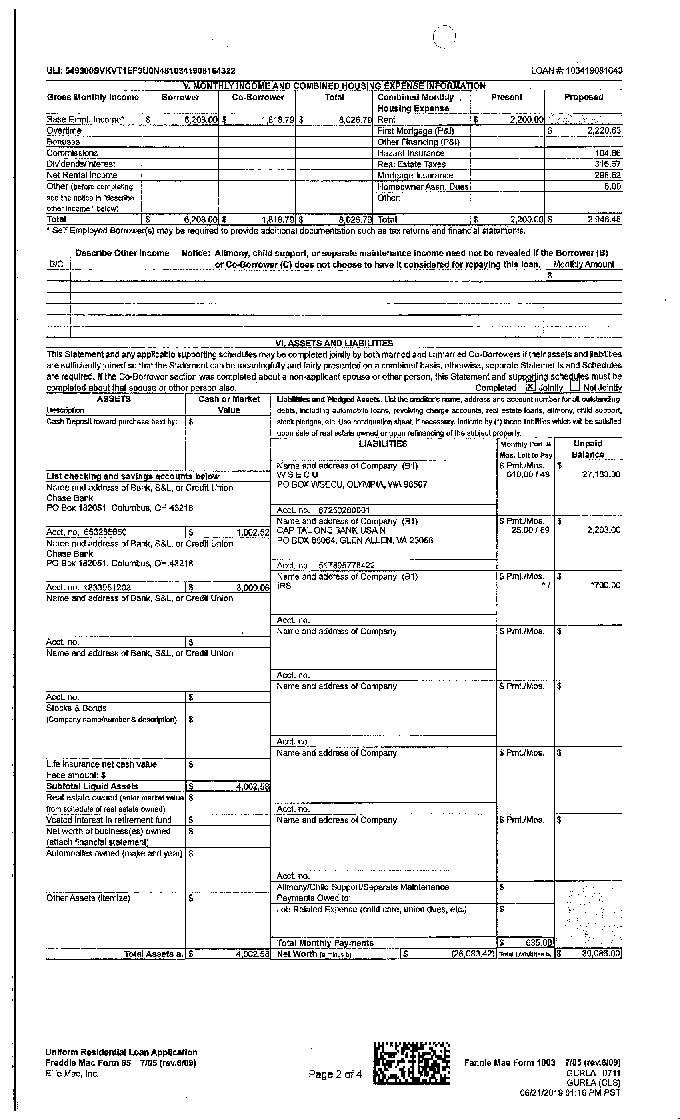 LOAN #: 103419081643
V. MONTHLY INCOME AND COMBINED HOUSING EXPENSE INFORMATION
Gross Monthly Income Borrower Co-Borrower Total Combined Monthly Housing Expense Present Proposed
Base Empl. Income* $ 6,208.00 $ 1,818.79 $ 8,026.79 Rent $ 2,200.00
Overtime First Mortgage (P&I) $ 2,220.63
Bonuses Other Financing (P&I)
Commissions Hazard Insurance 104.66
Dividends/Interest Real Estate Taxes
Net Rental Income Mortgage Insurance
Other (before completing Homeowner Assn. Dues
see the notice in "describe Other:
other income" below)
Total $ 6,208.00 $ 1,818.79 $ 8,026.79 Total $ 2,200.00 $
* Self Employed Borrower(s) may be required to provide additional documentation such as tax returns and financial statements.
Describe Other Income Notice: Alimony, child support, or separate maintenance income need not be revealed if the Borrower (B)
B/C or Co-Borrower (C) does not choose to have it considered for repaying this loan. Monthly Amount
$
VI. ASSETS AND LIABILITIES
This Statement and any applicable supporting schedules may be completed jointly by both married and unmarried Co-Borrowers if their assets and liabilities
are sufficiently joined so that the Statement can be meaningfully and fairly presented on a combined basis, otherwise, separate Statements and Schedules
are required. If the Co-Borrower section was completed about a non-applicant spouse or other person, this Statement and supporting schedules must be
completed about that spouse or other person also. Completed Jointly Not Jointly
ASSETS Cash or Market Value
Description
Cash Deposit toward purchase held by: $
Liabilities and Pledged Assets. List the creditor's name, address and account number for all outstanding
debts, including automobile loans, revolving charge accounts, real estate loans, alimony, child support,
stock pledges, etc. Use continuation sheet, if necessary. Indicate by (*) those liabilities which will be satisfied
upon sale of real estate owned or upon refinancing of the subject property.
LIABILITIES Monthly Pmt & Mos. Left to Pay Unpaid Balance
List checking and savings accounts below
Name and address of Bank, S&L, or Credit Union
Chase Bank
PO Box 182051, Columbus, OH 43218
Acct. no. $ 1,002.52
Name and address of Bank, S&L, or Credit Union
Chase Bank
PO Box 182051, Columbus, OH 43218
Acct. no. $ 3,000.06
Name and address of Bank, S&L, or Credit Union
Acct. no. $
Name and address of Bank, S&L, or Credit Union
Acct. no. $
Stocks & Bonds
(Company name/number & description) $
Life insurance net cash value $
Face amount: $
Subtotal Liquid Assets $ 4,002.58
Real estate owned (enter market value $
from schedule of real estate owned)
Vested interest in retirement fund $
Net worth of business(es) owned $
(attach financial statement)
Automobiles owned (make and year) $
Other Assets (itemize) $
Total Assets a. $ 4,002.58
Name and address of Company (B1) $ Pmt./Mos. $
W S E C U 610.00 / 48
PO BOX WSECU, OLYMPIA, WA 98507
Acct. no.
Name and address of Company (B1) $ Pmt./Mos. $
CAPITAL ONE BANK USA N 25.00 / 89 2,203.00
PO BOX 85064, GLEN ALLEN, VA 23058
Acct. no.
Name and address of Company (B1) $ Pmt./Mos. $
IRS * / *700.00
Acct. no.
Name and address of Company $ Pmt./Mos. $
Acct. no.
Name and address of Company $ Pmt./Mos. $
Acct. no.
Name and address of Company $ Pmt./Mos. $
Acct. no.
Name and address of Company $ Pmt./Mos. $
Acct. no.
Alimony/Child Support/Separate Maintenance $
Payments Owed to:
Job Related Expense (child care, union dues, etc.) $
Total Monthly Payments $ 635.00
Net Worth (a minus b) $ (26,083.42) Total Liabilities b. $
Uniform Residential Loan Application
Freddie Mac Form 65 7/05 (rev.6/09)
Ellie Mae, Inc.
Page 2 of 4
Fannie Mae Form 1003 7/05 (rev.6/09)
GURLA 0711
GURLA (CLS)
06/21/2019 01:16 PM PST